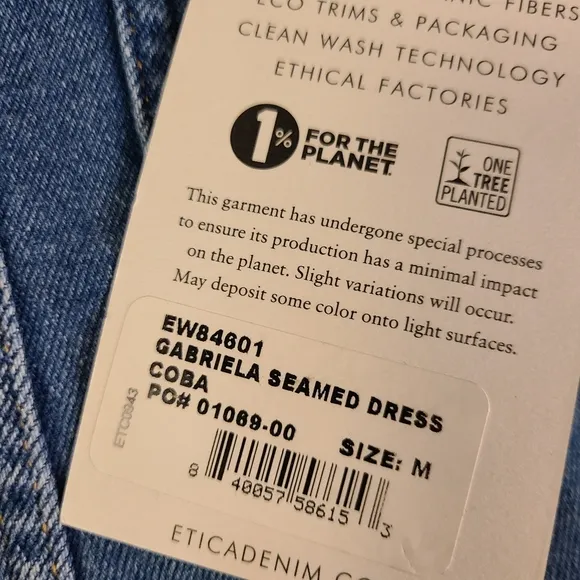 FIBERS
ECO TRIMS & PACKAGING
CLEAN WASH TECHNOLOGY
ETHICAL FACTORIES
1%
FOR THE
PLANET
ONE
TREE
PLANTED
This garment has undergone special processes
to ensure its production has a minimal impact
on the planet. Slight variations will occur.
May deposit some color onto light surfaces.
EW84601
GABRIELA SEAMED DRESS
COBA
PO# 01069-00
SIZE: M
ETC0943
8 40057 58615 3
ETICADENIM